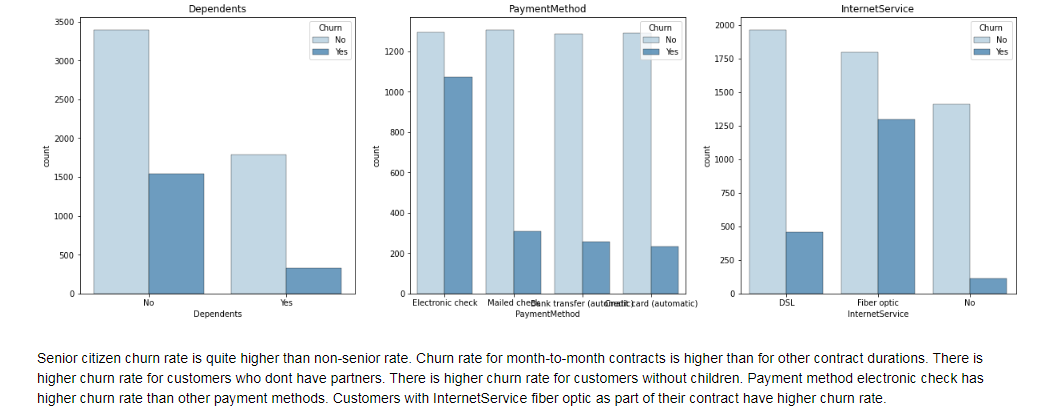 Dependents
3500
3000
2500
2000
1500
1000
500
0
count
Churn
No
Yes
No
Yes
Dependents
PaymentMethod
1200
1000
800
600
400
200
0
count
Churn
No
Yes
Electronic check
Mailed check
Bank transfer (automatic)
Credit card (automatic)
PaymentMethod
InternetService
2000
1750
1500
1250
1000
750
500
250
0
count
Churn
No
Yes
DSL
Fiber optic
No
InternetService
Senior citizen churn rate is quite higher than non-senior rate. Churn rate for month-to-month contracts is higher than for other contract durations. There is
higher churn rate for customers who dont have partners. There is higher churn rate for customers without children. Payment method electronic check has
higher churn rate than other payment methods. Customers with InternetService fiber optic as part of their contract have higher churn rate.